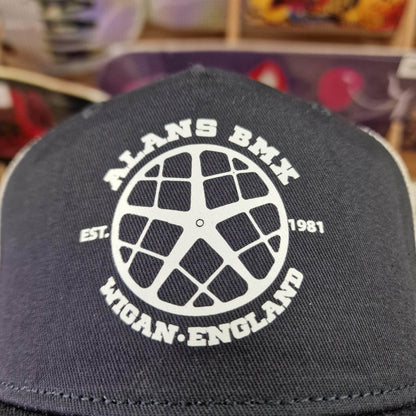 ALANS BMX
EST. 1981
WIGAN • ENGLAND